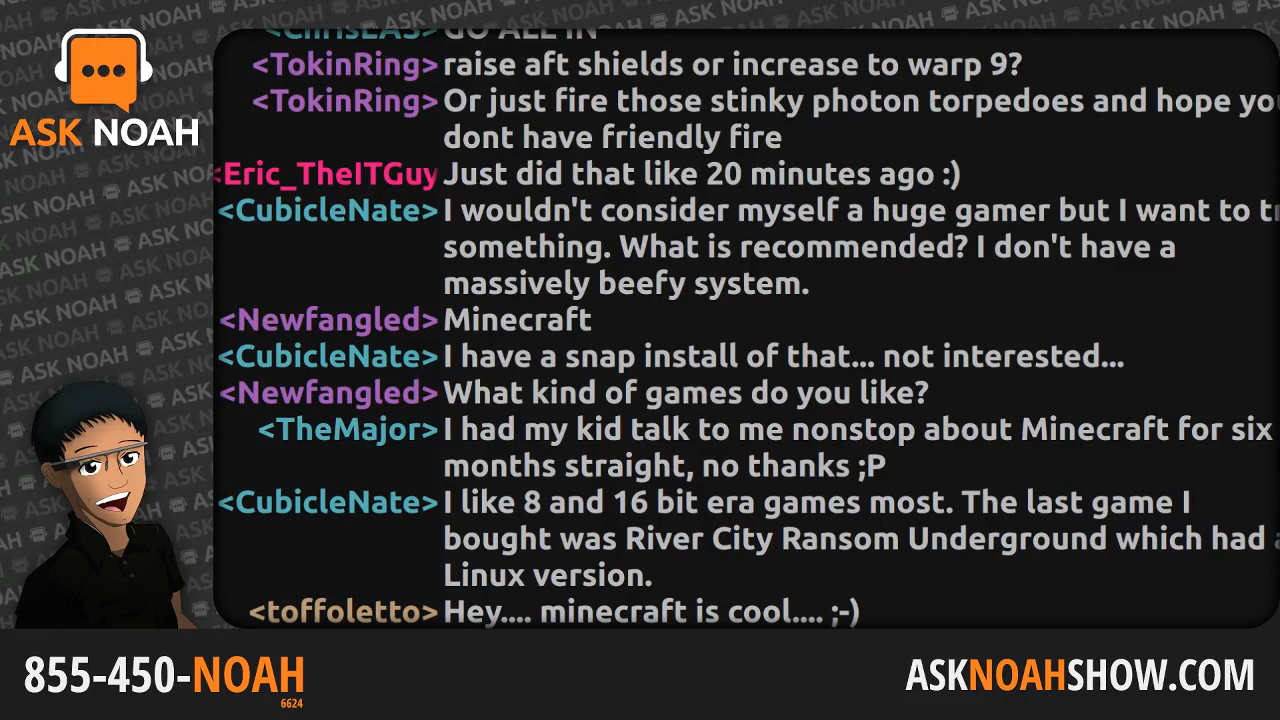 ASK NOAH
GO ALL IN
<TokinRing> raise aft shields or increase to warp 9?
<TokinRing> Or just fire those stinky photon torpedoes and hope
dont have friendly fire
<Eric_TheITGuy Just did that like 20 minutes ago :)
<CubicleNate> I wouldn't consider myself a huge gamer but I want to
something. What is recommended? I don't have a
massively beefy system.
<Newfangled> Minecraft
<CubicleNate> I have a snap install of that... not interested...
<Newfangled> What kind of games do you like?
<TheMajor> I had my kid talk to me nonstop about Minecraft for six
months straight, no thanks ;P
<CubicleNate> I like 8 and 16 bit era games most. The last game I
bought was River City Ransom Underground which had
Linux version.
<toffoletto> Hey.... minecraft is cool.... ;-)
855-450-NOAH
6624
ASKNOAHSHOW.COM